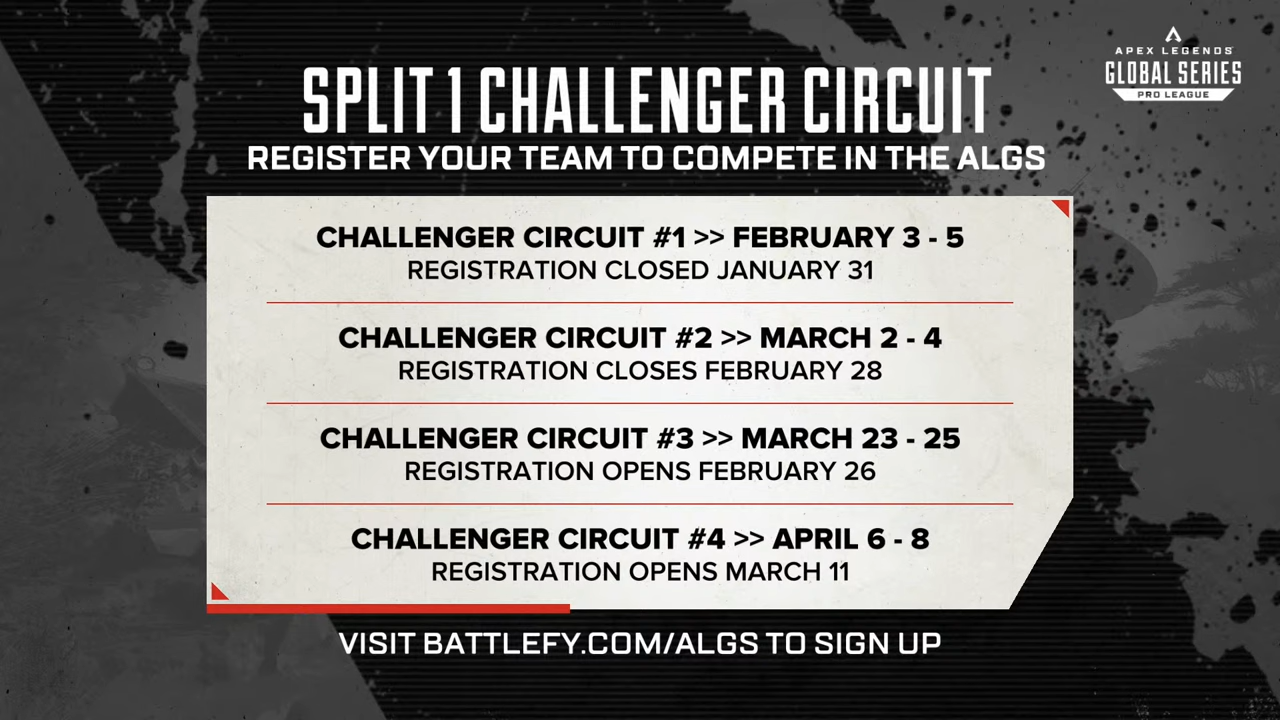 APEX LEGENDS
GLOBAL SERIES
PRO LEAGUE
SPLIT 1 CHALLENGER CIRCUIT
REGISTER YOUR TEAM TO COMPETE IN THE ALGS
CHALLENGER CIRCUIT #1 >> FEBRUARY 3 - 5
REGISTRATION CLOSED JANUARY 31
CHALLENGER CIRCUIT #2 >> MARCH 2 - 4
REGISTRATION CLOSES FEBRUARY 28
CHALLENGER CIRCUIT #3 >> MARCH 23 - 25
REGISTRATION OPENS FEBRUARY 26
CHALLENGER CIRCUIT #4 >> APRIL 6 - 8
REGISTRATION OPENS MARCH 11
VISIT BATTLEFY.COM/ALGS TO SIGN UP